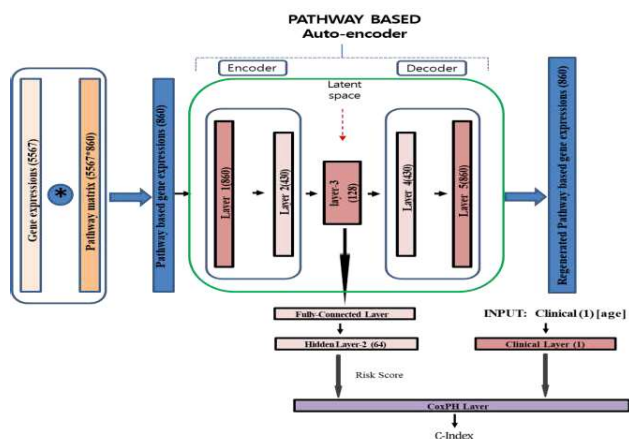 PATHWAY BASED
Auto-encoder
Encoder
Decoder
Latent
space
Gene expressions (5567)
*
Pathway matrix (5567*860)
Pathway based gene expressions (860)
Layer 1(860)
Layer 2(430)
layer-3
(128)
Layer 4(430)
Layer 5(860)
Regenerated Pathway based gene expressions (860)
Fully-Connected Layer
Hidden Layer-2 (64)
INPUT: Clinical (1) [age]
Clinical Layer (1)
Risk Score
CoxPH Layer
C-Index